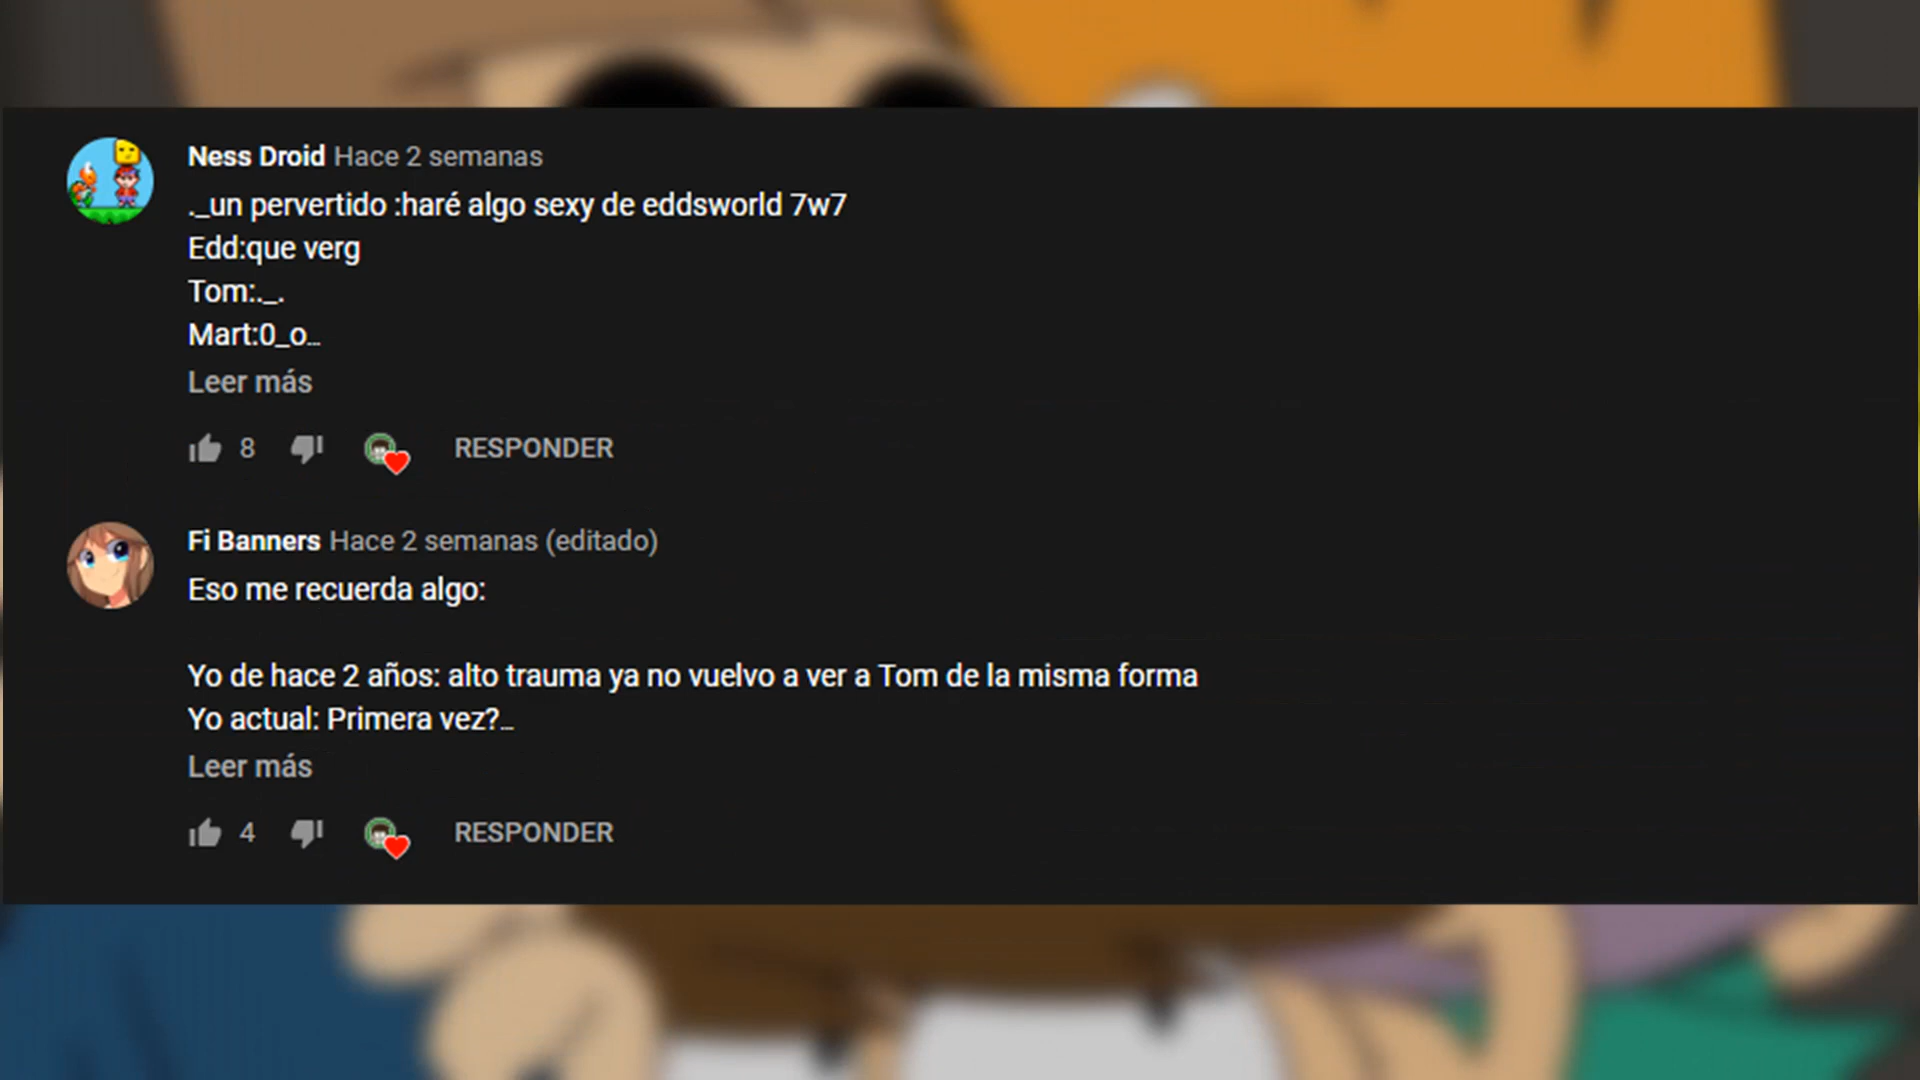 Ness Droid Hace 2 semanas
._un pervertido :haré algo sexy de eddsworld 7w7
Edd:que verg
Tom:._.
Mart:0_o...
Leer más
8 RESPONDER
Fi Banners Hace 2 semanas (editado)
Eso me recuerda algo:
Yo de hace 2 años: alto trauma ya no vuelvo a ver a Tom de la misma forma
Yo actual: Primera vez?...
Leer más
4 RESPONDER